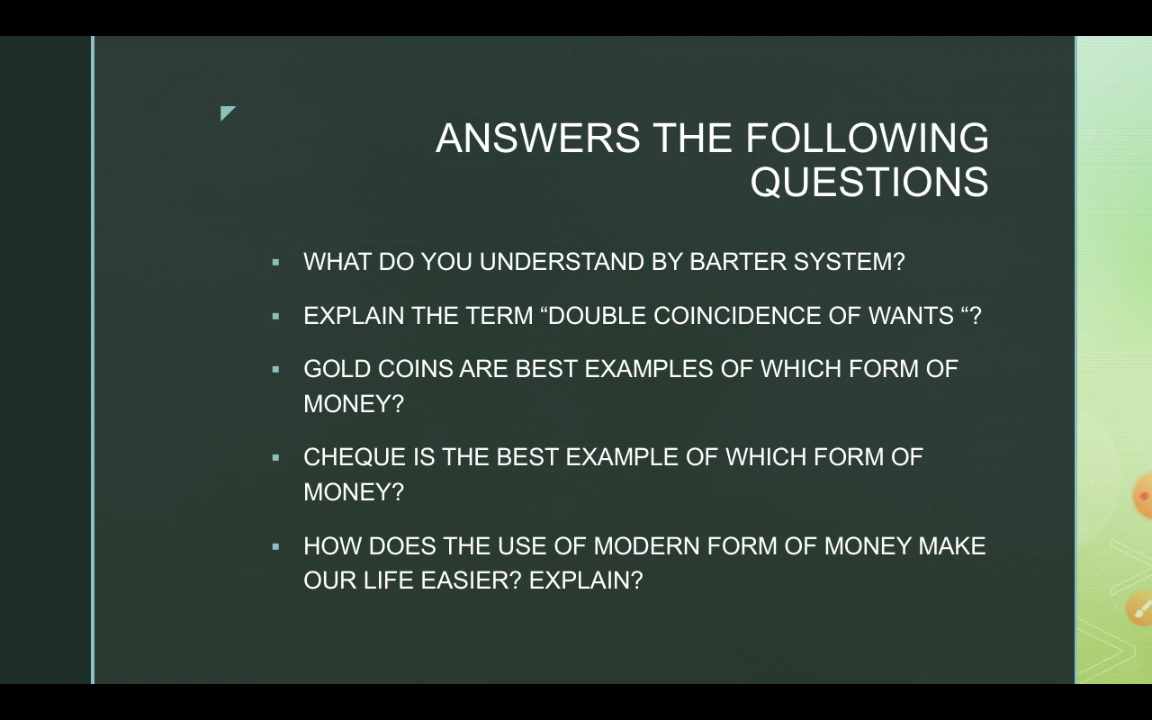 ANSWERS THE FOLLOWING
QUESTIONS
▪ WHAT DO YOU UNDERSTAND BY BARTER SYSTEM?
▪ EXPLAIN THE TERM “DOUBLE COINCIDENCE OF WANTS “?
▪ GOLD COINS ARE BEST EXAMPLES OF WHICH FORM OF
MONEY?
▪ CHEQUE IS THE BEST EXAMPLE OF WHICH FORM OF
MONEY?
▪ HOW DOES THE USE OF MODERN FORM OF MONEY MAKE
OUR LIFE EASIER? EXPLAIN?